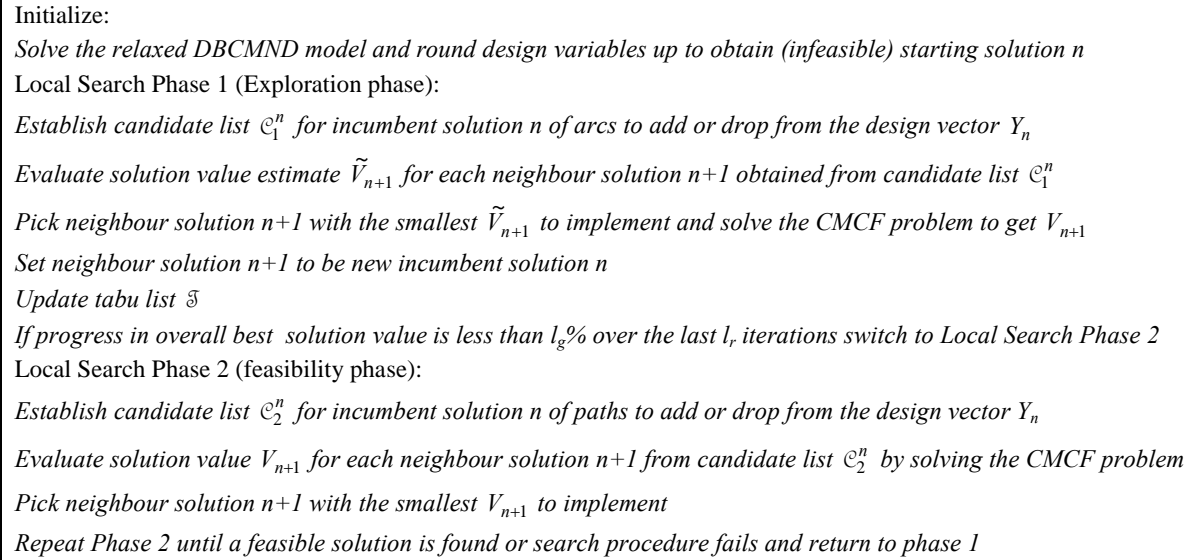 Initialize:
Solve the relaxed DBCMND model and round design variables up to obtain (infeasible) starting solution n
Local Search Phase 1 (Exploration phase):
Establish candidate list 𝒞₁ⁿ for incumbent solution n of arcs to add or drop from the design vector Yₙ
Evaluate solution value estimate Ṽₙ₊₁ for each neighbour solution n+1 obtained from candidate list 𝒞₁ⁿ
Pick neighbour solution n+1 with the smallest Ṽₙ₊₁ to implement and solve the CMCF problem to get Vₙ₊₁
Set neighbour solution n+1 to be new incumbent solution n
Update tabu list 𝔍
If progress in overall best solution value is less than l_g% over the last l_r iterstions switch to Local Search Phase 2
Local Search Phase 2 (feasibility phase):
Establish candidate list 𝒞₂ⁿ for incumbent solution n of paths to add or drop from the design vector Yₙ
Evaluate solution value Vₙ₊₁ for each neighbour solution n+1 from candidate list 𝒞₂ⁿ by solving the CMCF problem
Pick neighbour solution n+1 with the smallest Vₙ₊₁ to implement
Repeat Phase 2 until a feasible solution is found or search procedure fails and return to phase 1